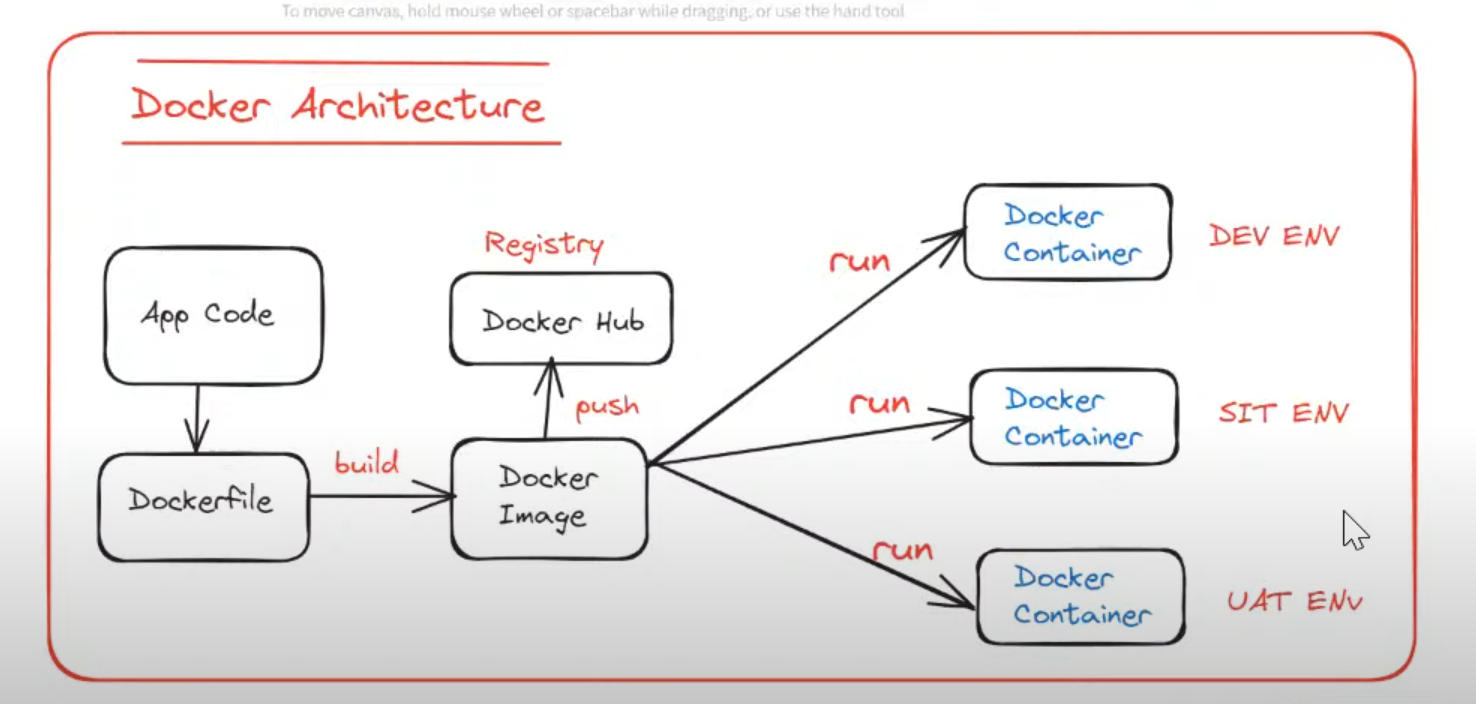 To move canvas, hold mouse wheel or spacebar while dragging, or use the hand tool
Docker Architecture
App Code
Dockerfile
build
Registry
Docker Hub
push
Docker
Image
run
Docker
Container
DEV ENV
run
Docker
Container
SIT ENV
run
Docker
Container
UAT ENV